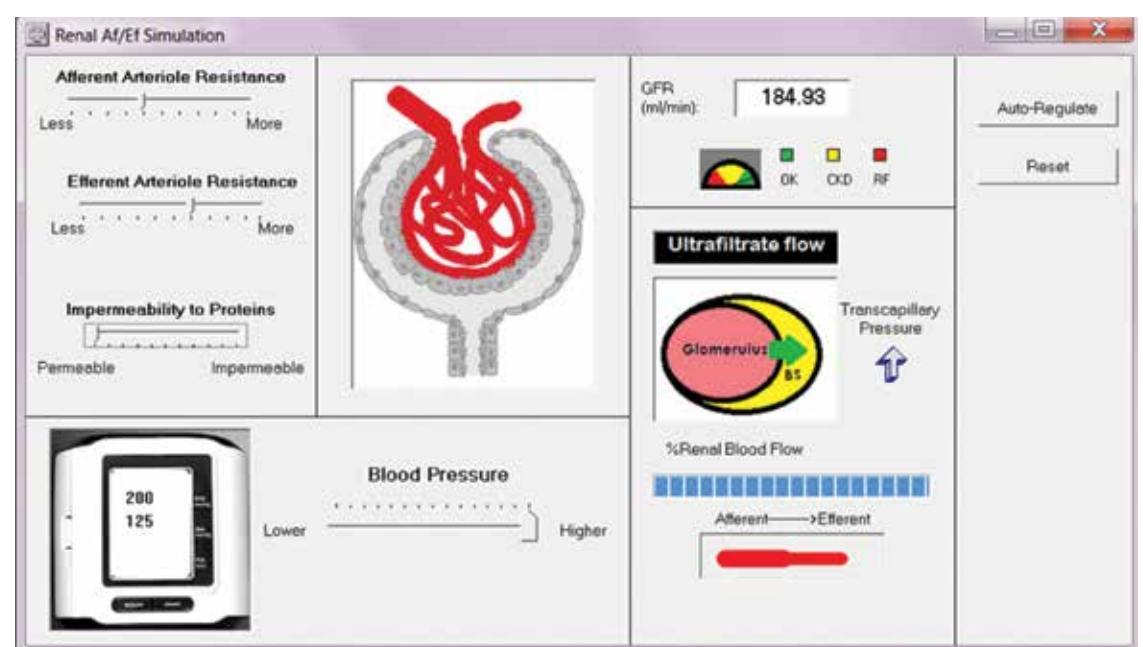 Renal Af/Ef Simulation
Afferent Arteriole Resistance
Less
More
Efferent Arteriole Resistance
Less
More
Impermeability to Proteins
Permeable
Impermeable
GFR
(ml/min):
184.93
OK
CKD
RF
Auto-Regulate
Reset
Ultrafiltrate flow
Glomerulus
BS
Transcapillary
Pressure
%Renal Blood Flow
Afferent——>Efferent
200
125
Blood Pressure
Lower
Higher